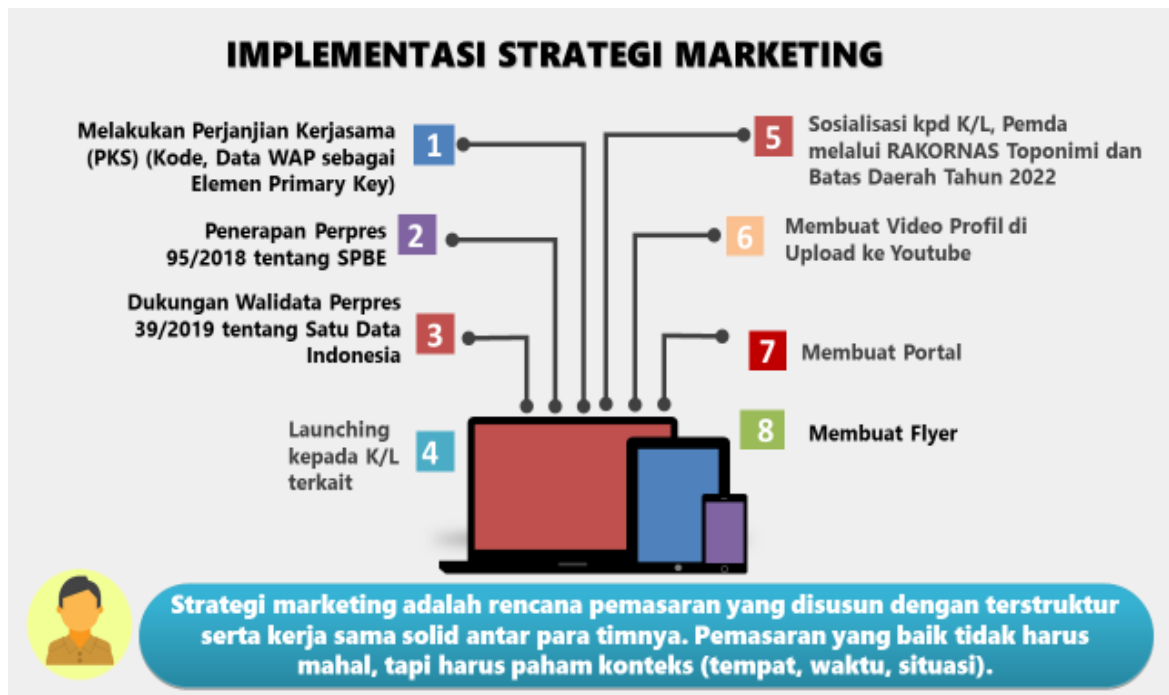 IMPLEMENTASI STRATEGI MARKETING
Melakukan Perjanjian Kerjasama
(PKS) (Kode, Data WAP sebagai
Elemen Primary Key)
1
Penerapan Perpres
95/2018 tentang SPBE
2
Dukungan Walidata Perpres
39/2019 tentang Satu Data
Indonesia
3
Launching
kepada K/L
terkait
4
5
Sosialisasi kpd K/L, Pemda
melalui RAKORNAS Toponimi dan
Batas Daerah Tahun 2022
6
Membuat Video Profil di
Upload ke Youtube
7
Membuat Portal
8
Membuat Flyer
Strategi marketing adalah rencana pemasaran yang disusun dengan terstruktur
serta kerja sama solid antar para timnya. Pemasaran yang baik tidak harus
mahal, tapi harus paham konteks (tempat, waktu, situasi).